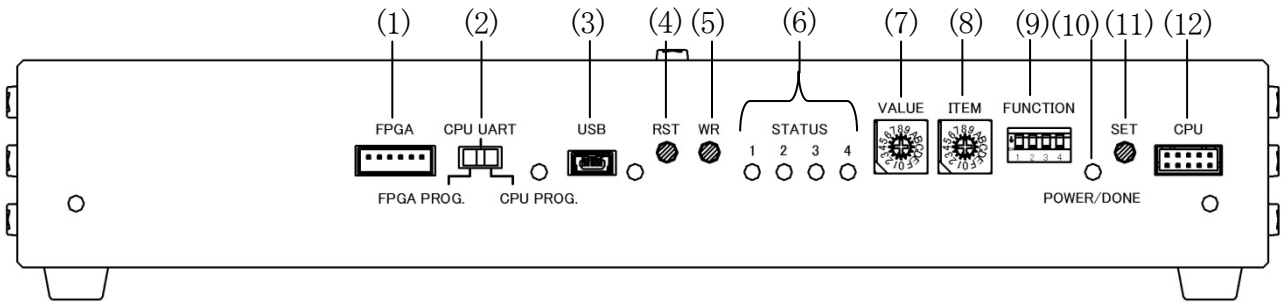 (1) (2) (3) (4) (5) (6) (7) (8) (9) (10) (11) (12)
VALUE ITEM FUNCTION
FPGA CPU UART USB RST WR STATUS SET CPU
1 2 3 4
1 2 3 4
FPGA PROG. CPU PROG. POWER/DONE